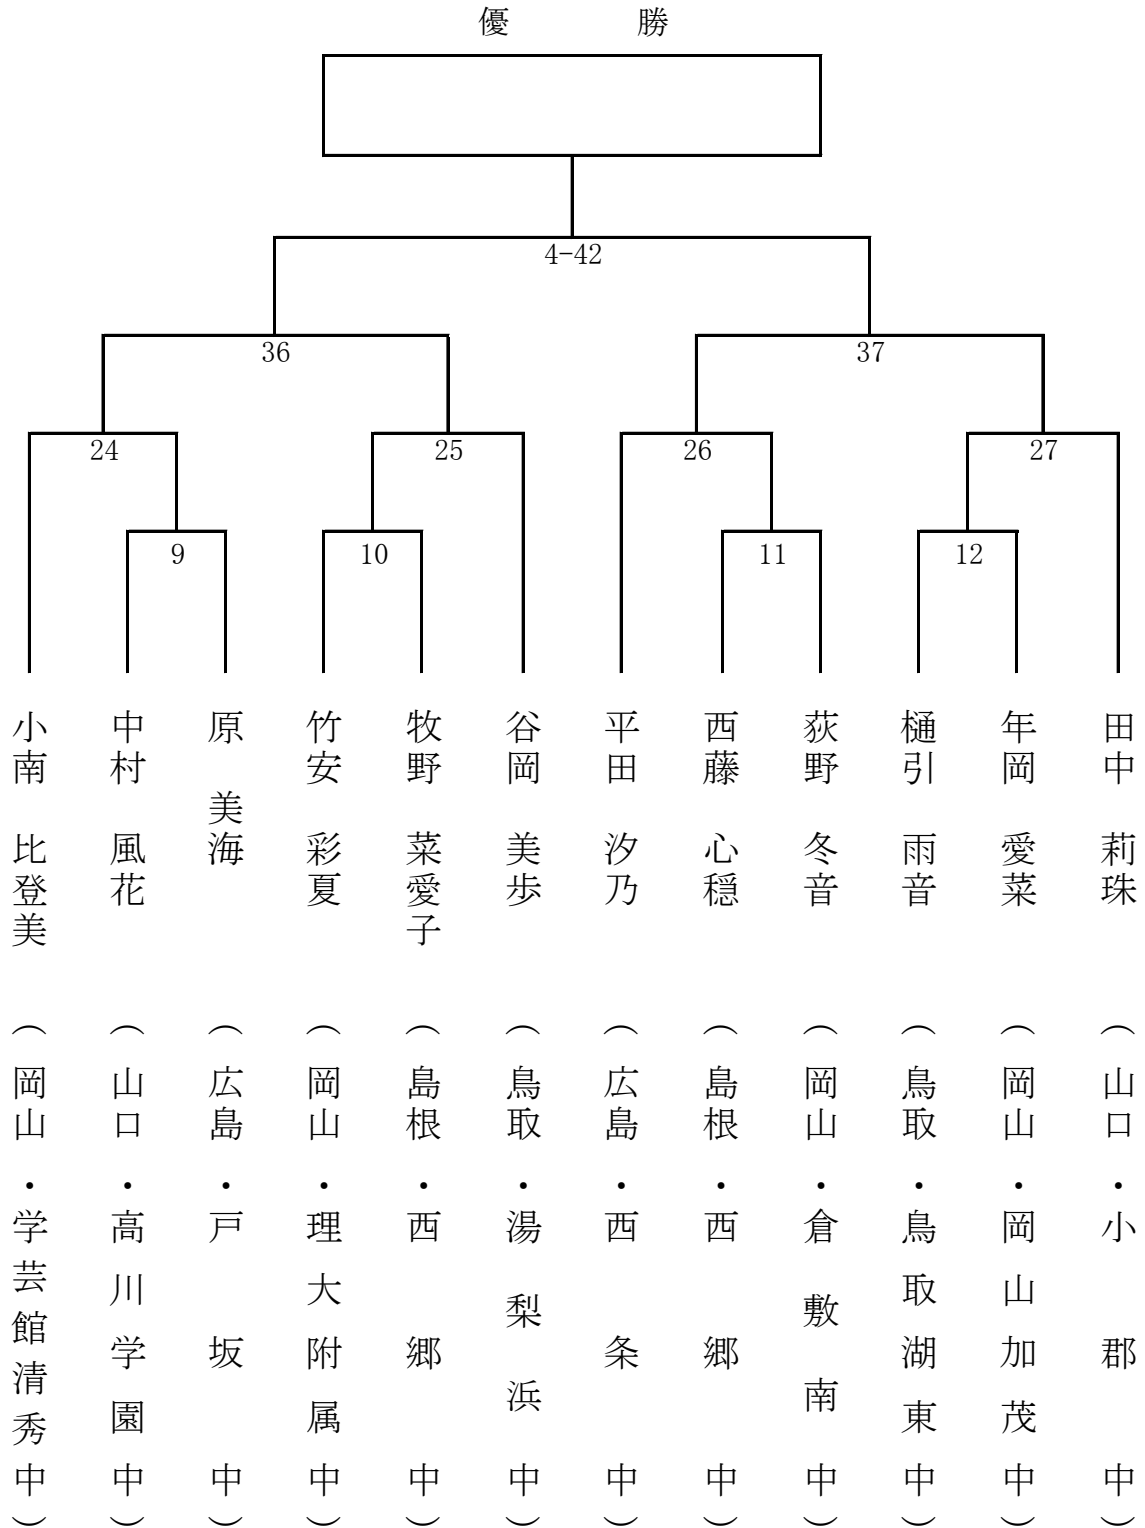 優　勝
4-42
36
37
24
25
26
27
9
10
11
12
小南　比登美　（岡山・学芸館清秀中）
中村　風花　（山口・高川学園中）
原　美海　（広島・戸坂中）
竹安　彩夏　（岡山・理大附属中）
牧野　菜愛子　（島根・西郷中）
谷岡　美歩　（鳥取・湯梨浜中）
平田　汐乃　（広島・西条中）
西藤　心穏　（島根・西郷中）
荻野　冬音　（岡山・倉敷南中）
樋引　雨音　（鳥取・鳥取湖東中）
年岡　愛菜　（岡山・岡山加茂中）
田中　莉珠　（山口・小郡中）